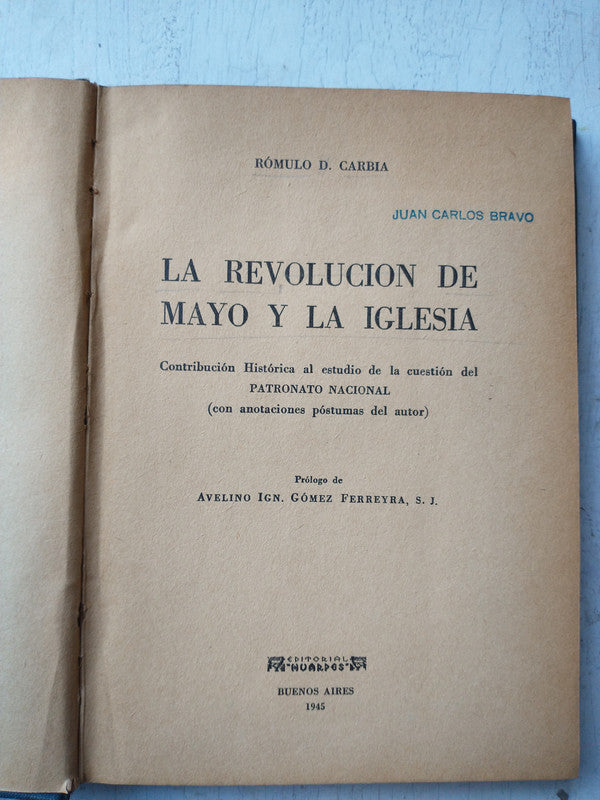 RÓMULO D. CARBIA
JUAN CARLOS BRAVO
LA REVOLUCION DE
MAYO Y LA IGLESIA
Contribución Histórica al estudio de la cuestión del
PATRONATO NACIONAL
(con anotaciones póstumas del autor)
Prólogo de
AVELINO IGN. GÓMEZ FERREYRA, S. J.
EDITORIAL
"HUARPES"
BUENOS AIRES
1945